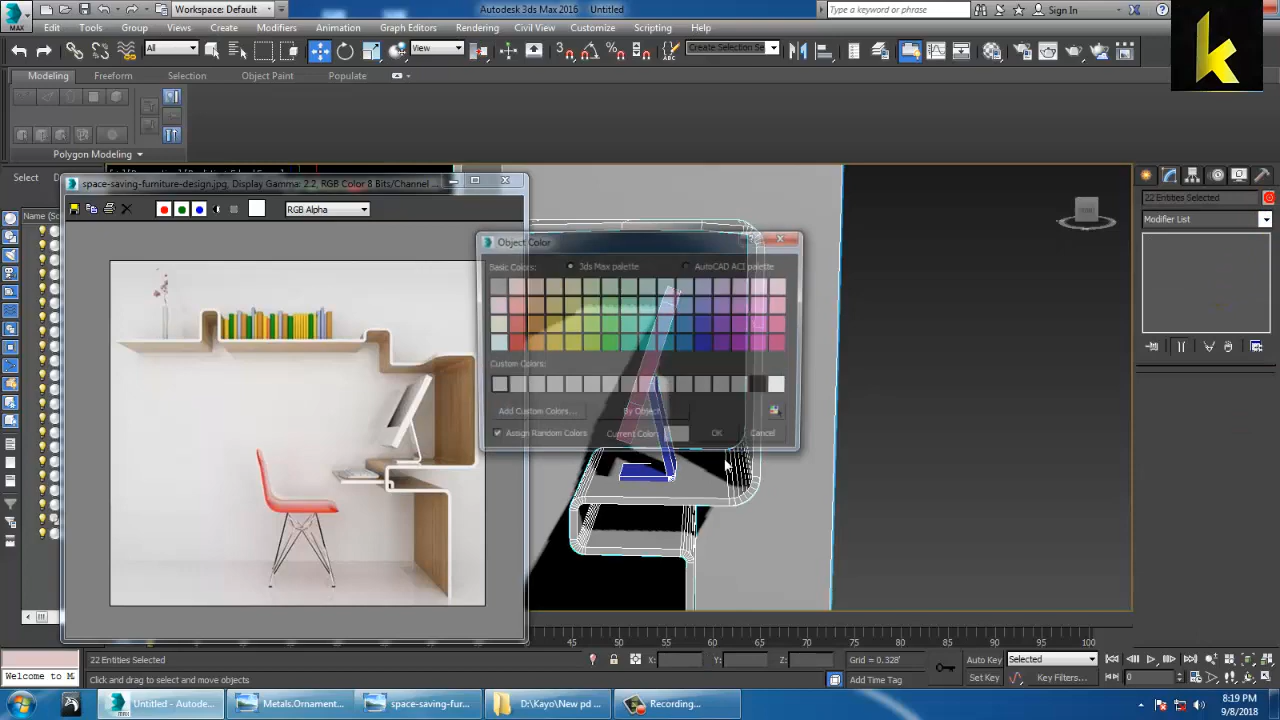 Workspace: Default
Autodesk 3ds Max 2016 Untitled
Type a keyword or phrase
Sign In
MAX
Edit Tools Group Views Create Modifiers Animation Graph Editors Rendering Civil View Customize Scripting Help
All
View
Create Selection Se
Modeling Freeform Selection Object Paint Populate
Polygon Modeling
Select
space-saving-furniture-design.jpg, Display Gamma: 2.2, RGB Color 8 Bits/Channel ...
RGB Alpha
Name (So
Object Color
Basic Colors: 3ds Max palette AutoCAD ACI palette
Custom Colors:
Add Custom Colors... By Object
Assign Random Colors Current Color: OK Cancel
22 Entities Selected
Modifier List
45 50 55 60 65 70 75 80 85 90 95 100
22 Entities Selected X: Y: Z: Grid = 0.328' Auto Key Selected
Welcome to M Click and drag to select and move objects Add Time Tag Set Key Key Filters... 0
Untitled - Autode... Metals.Ornament... space-saving-fur... D:\Kayo\New pd ... Recording...
8:19 PM
9/8/2018